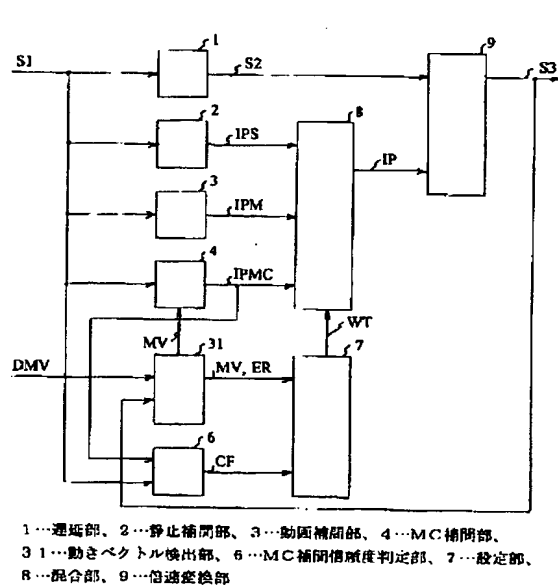 1
9
S1
S2
S3
2
8
IPS
IP
3
IPM
4
IPMC
MV
WT
31
7
DMV
MV, ER
6
CF
1…遅延部、2…静止補間部、3…動画補間部、4…MC補間部、
31…動きベクトル検出部、6…MC補間信頼度判定部、7…設定部、
8…混合部、9…倍速変換部